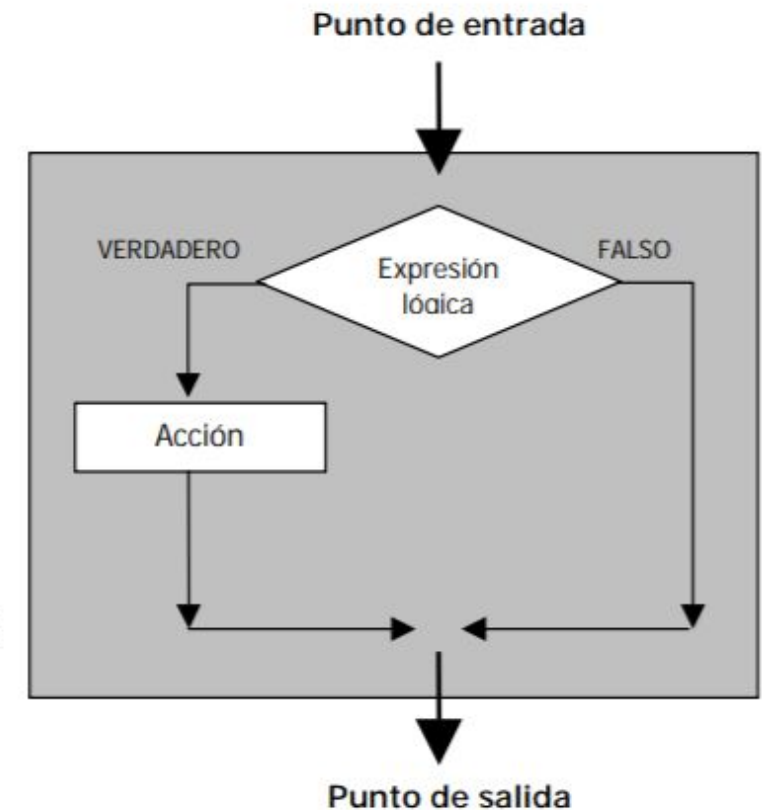 Punto de entrada
VERDADERO
FALSO
Expresión
lógica
Acción
Punto de salida